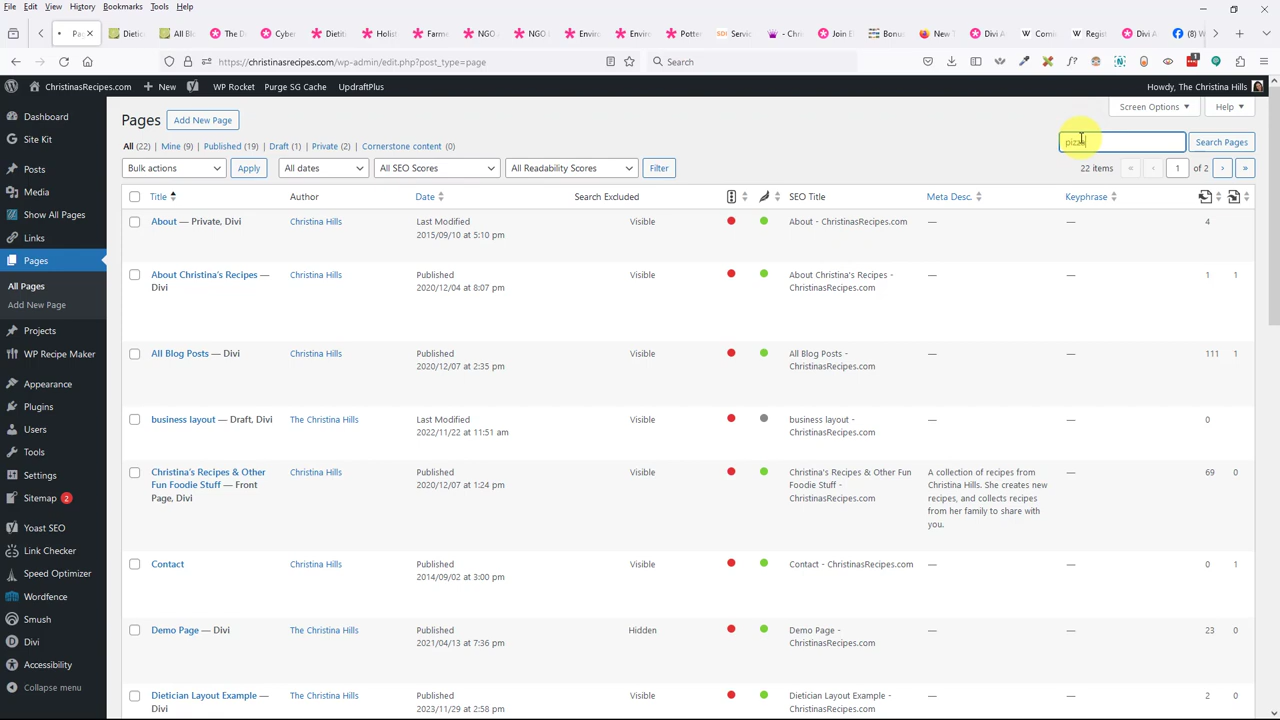 File Edit View History Bookmarks Tools Help
Pa
Dietici
All Bl
The D
Cyber
Dietiti
Holist
Farme
NGO
NGO
Enviro
Enviro
Potter
SDI Servic
- Chri
Join E
Bonus
New T
Divi A
Comic
Regist
Divi A
(8) W
https://christinasrecipes.com/wp-admin/edit.php?post_type=page
Search
ChristinasRecipes.com New WP Rocket Purge SG Cache UpdraftPlus Howdy, The Christina Hills
Dashboard
Site Kit
Posts
Media
Show All Pages
Links
Pages
All Pages
Add New Page
Projects
WP Recipe Maker
Appearance
Plugins
Users
Tools
Settings
Sitemap 2
Yoast SEO
Link Checker
Speed Optimizer
Wordfence
Smush
Divi
Accessibility
Collapse menu
Screen Options Help
Pages Add New Page
All (22) | Mine (9) | Published (19) | Draft (1) | Private (2) | Cornerstone content (0)
pizza Search Pages
Bulk actions Apply All dates All SEO Scores All Readability Scores Filter
22 items « ‹ 1 of 2 › »
Title Author Date Search Excluded SEO Title Meta Desc. Keyphrase
About — Private, Divi Christina Hills Last Modified Visible About - ChristinasRecipes.com — — 4
2015/09/10 at 5:10 pm
About Christina's Recipes — Christina Hills Published Visible About Christina's Recipes - — — 1 1
Divi 2020/12/04 at 8:07 pm ChristinasRecipes.com
All Blog Posts — Divi Christina Hills Published Visible All Blog Posts - — — 111 1
2020/12/07 at 2:35 pm ChristinasRecipes.com
business layout — Draft, Divi The Christina Hills Last Modified Visible business layout - — — 0
2022/11/22 at 11:51 am ChristinasRecipes.com
Christina's Recipes & Other Christina Hills Published Visible Christina's Recipes & Other Fun A collection of recipes from — 69 0
Fun Foodie Stuff — Front 2020/12/07 at 1:24 pm Foodie Stuff - Christina Hills. She creates new
Page, Divi ChristinasRecipes.com recipes, and collects recipes
from her family to share with
you.
Contact Christina Hills Published Visible Contact - ChristinasRecipes.com — — 0 1
2014/09/02 at 3:00 pm
Demo Page — Divi The Christina Hills Published Hidden Demo Page - — — 23 0
2021/04/13 at 7:36 pm ChristinasRecipes.com
Dietician Layout Example — The Christina Hills Published Visible Dietician Layout Example - — — 2 0
Divi 2023/11/29 at 2:58 pm ChristinasRecipes.com